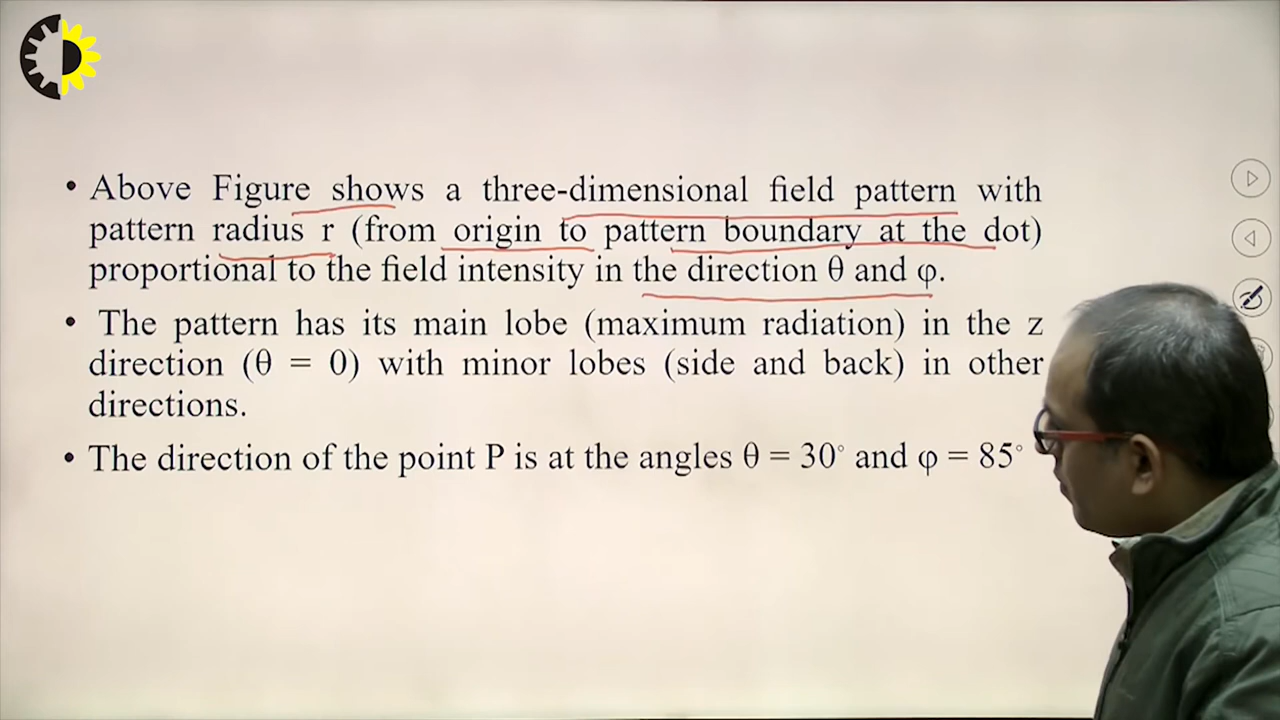 • Above Figure shows a three-dimensional field pattern with
pattern radius r (from origin to pattern boundary at the dot)
proportional to the field intensity in the direction θ and φ.
• The pattern has its main lobe (maximum radiation) in the z
direction (θ = 0) with minor lobes (side and back) in other
directions.
• The direction of the point P is at the angles θ = 30° and φ = 85°